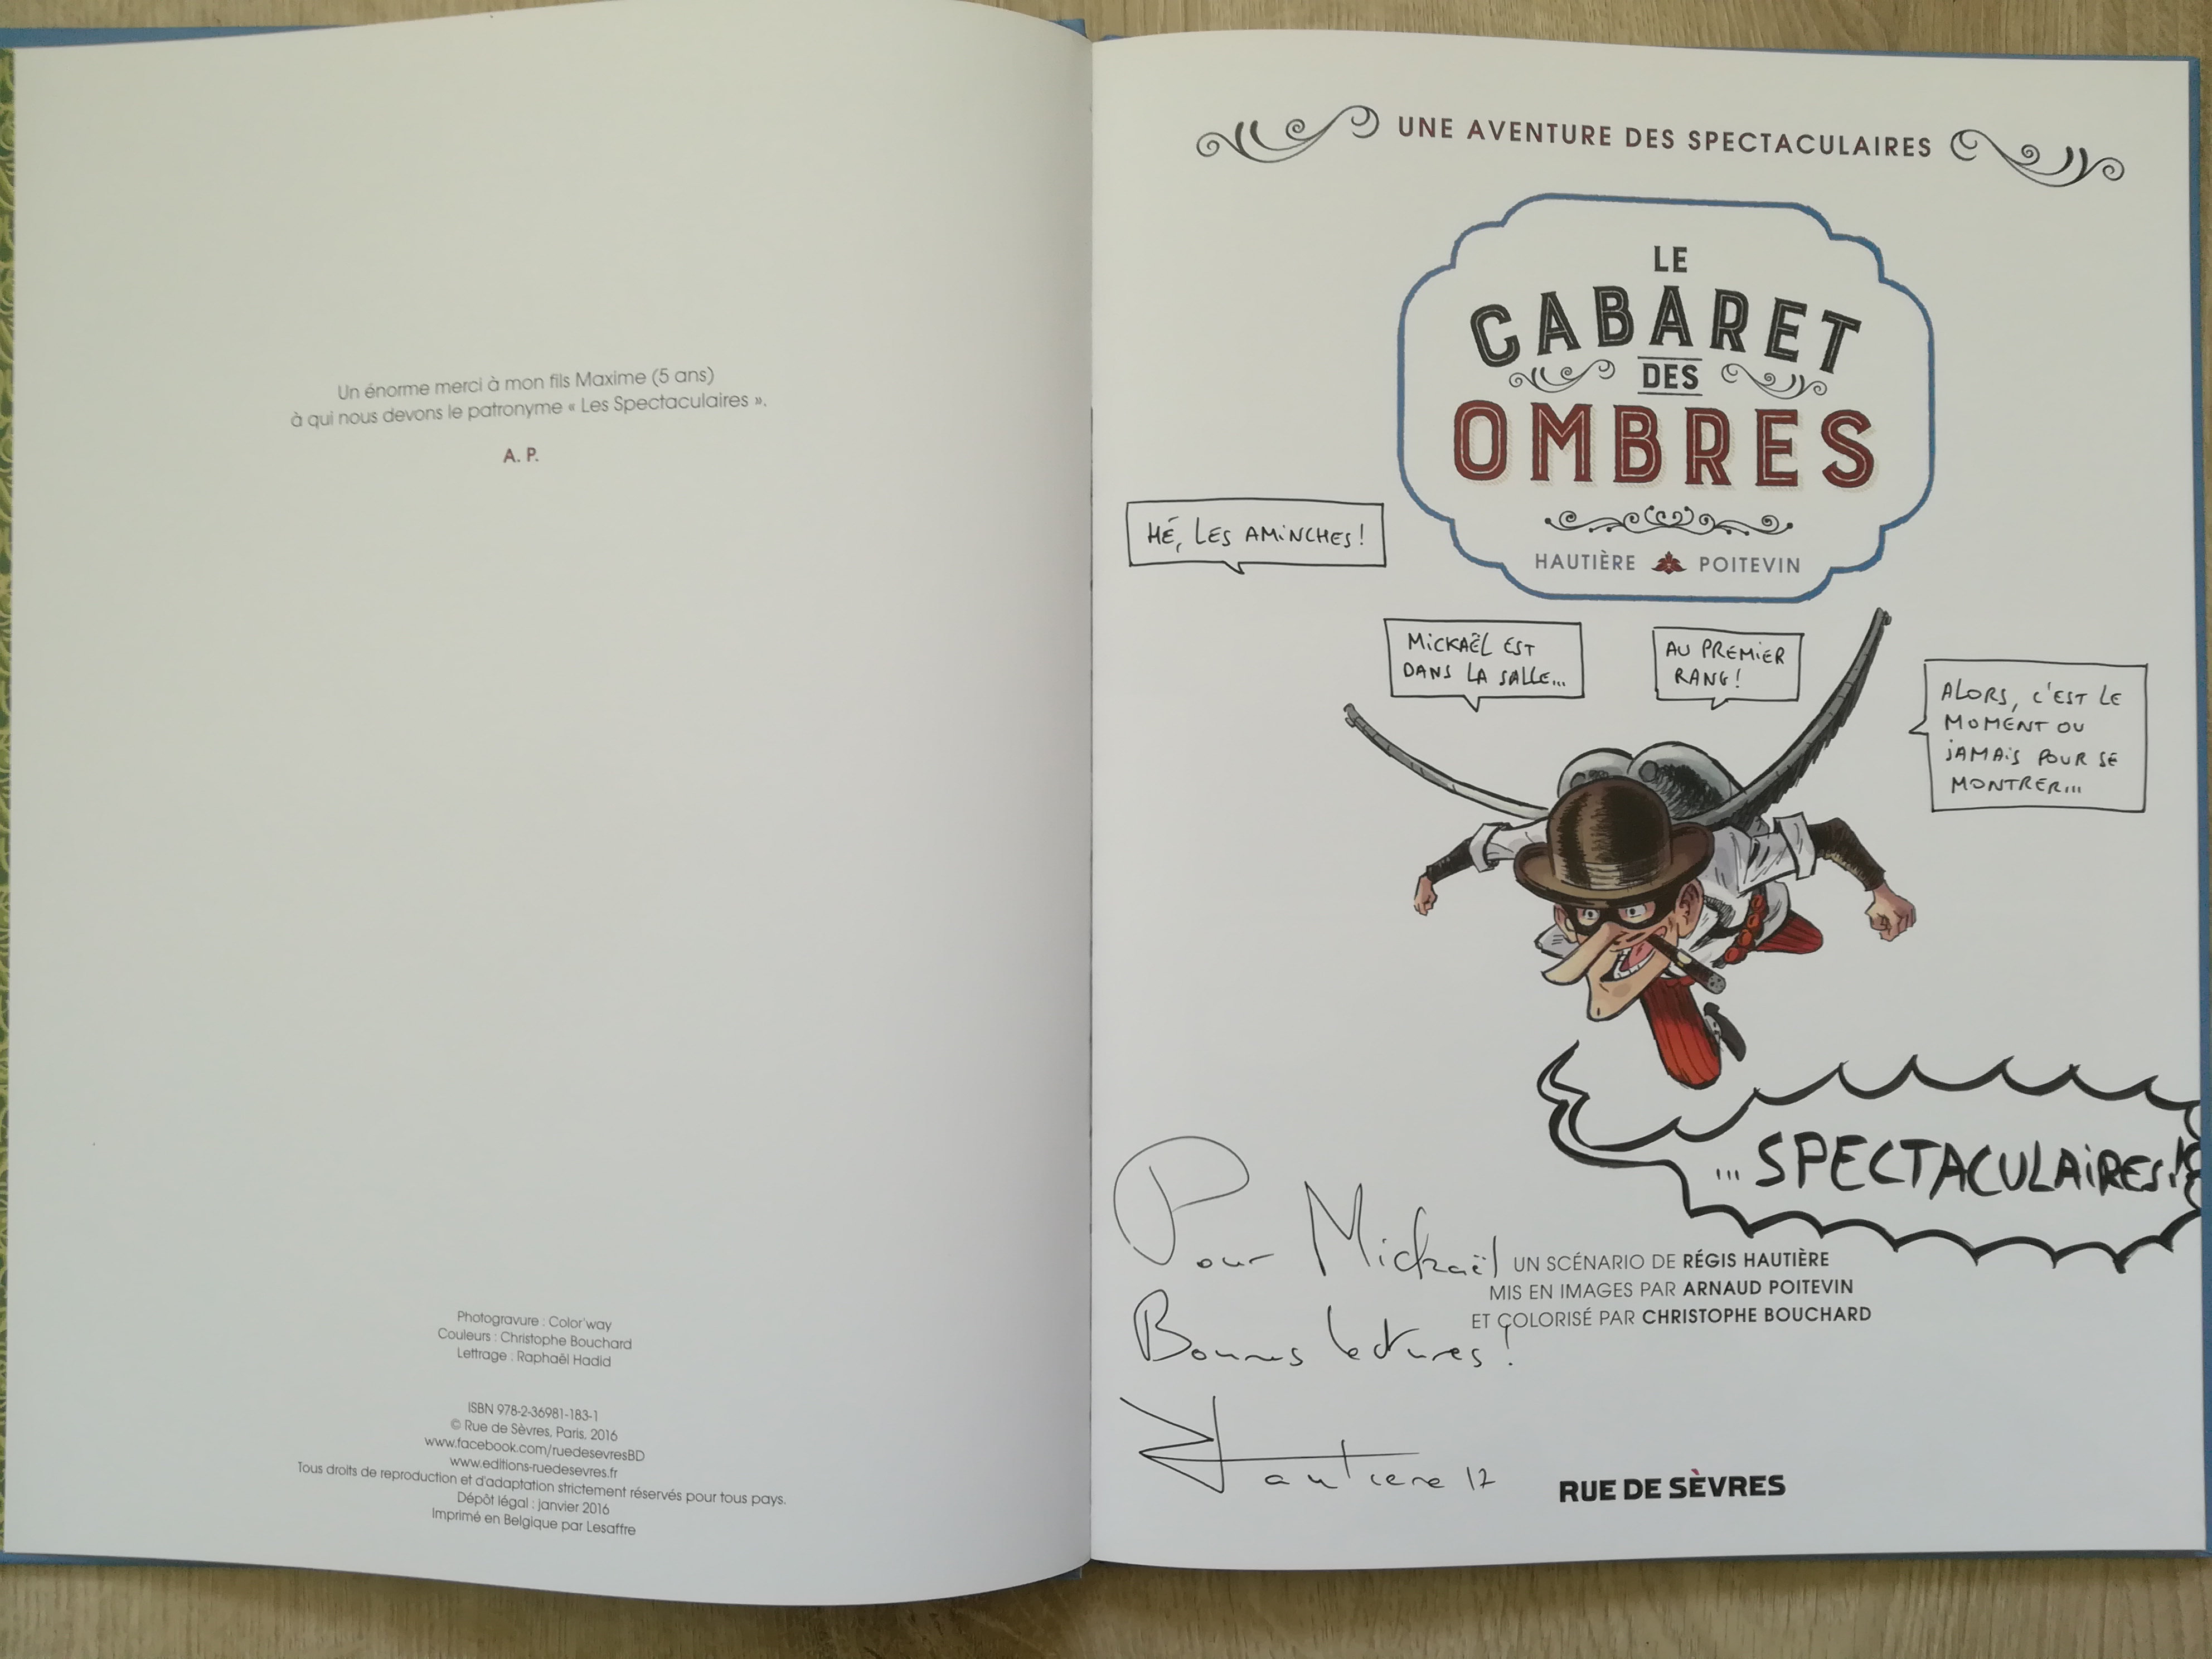 Un énorme merci à mon fils Maxime (5 ans)
à qui nous devons le patronyme « Les Spectaculaires ».
A. P.
Photogravure : Color'way
Couleurs : Christophe Bouchard
Lettrage : Raphaël Hadid
ISBN 978-2-36981-183-1
© Rue de Sèvres, Paris, 2016
www.facebook.com/ruedesevresBD
www.editions-ruedesevres.fr
Tous droits de reproduction et d'adaptation strictement réservés pour tous pays.
Dépôt légal : janvier 2016
Imprimé en Belgique par Lesaffre
UNE AVENTURE DES SPECTACULAIRES
LE
CABARET
DES
OMBRES
HAUTIÈRE POITEVIN
HÉ, LES AMINCHES !
MICKAËL EST
DANS LA SALLE...
AU PREMIER
RANG !
ALORS, C'EST LE
MOMENT OU
JAMAIS POUR SE
MONTRER...
... SPECTACULAIRES !
Pour Mickaël
Bonnes lectures !
Hautière 17
UN SCÉNARIO DE RÉGIS HAUTIÈRE
MIS EN IMAGES PAR ARNAUD POITEVIN
ET COLORISÉ PAR CHRISTOPHE BOUCHARD
RUE DE SÈVRES